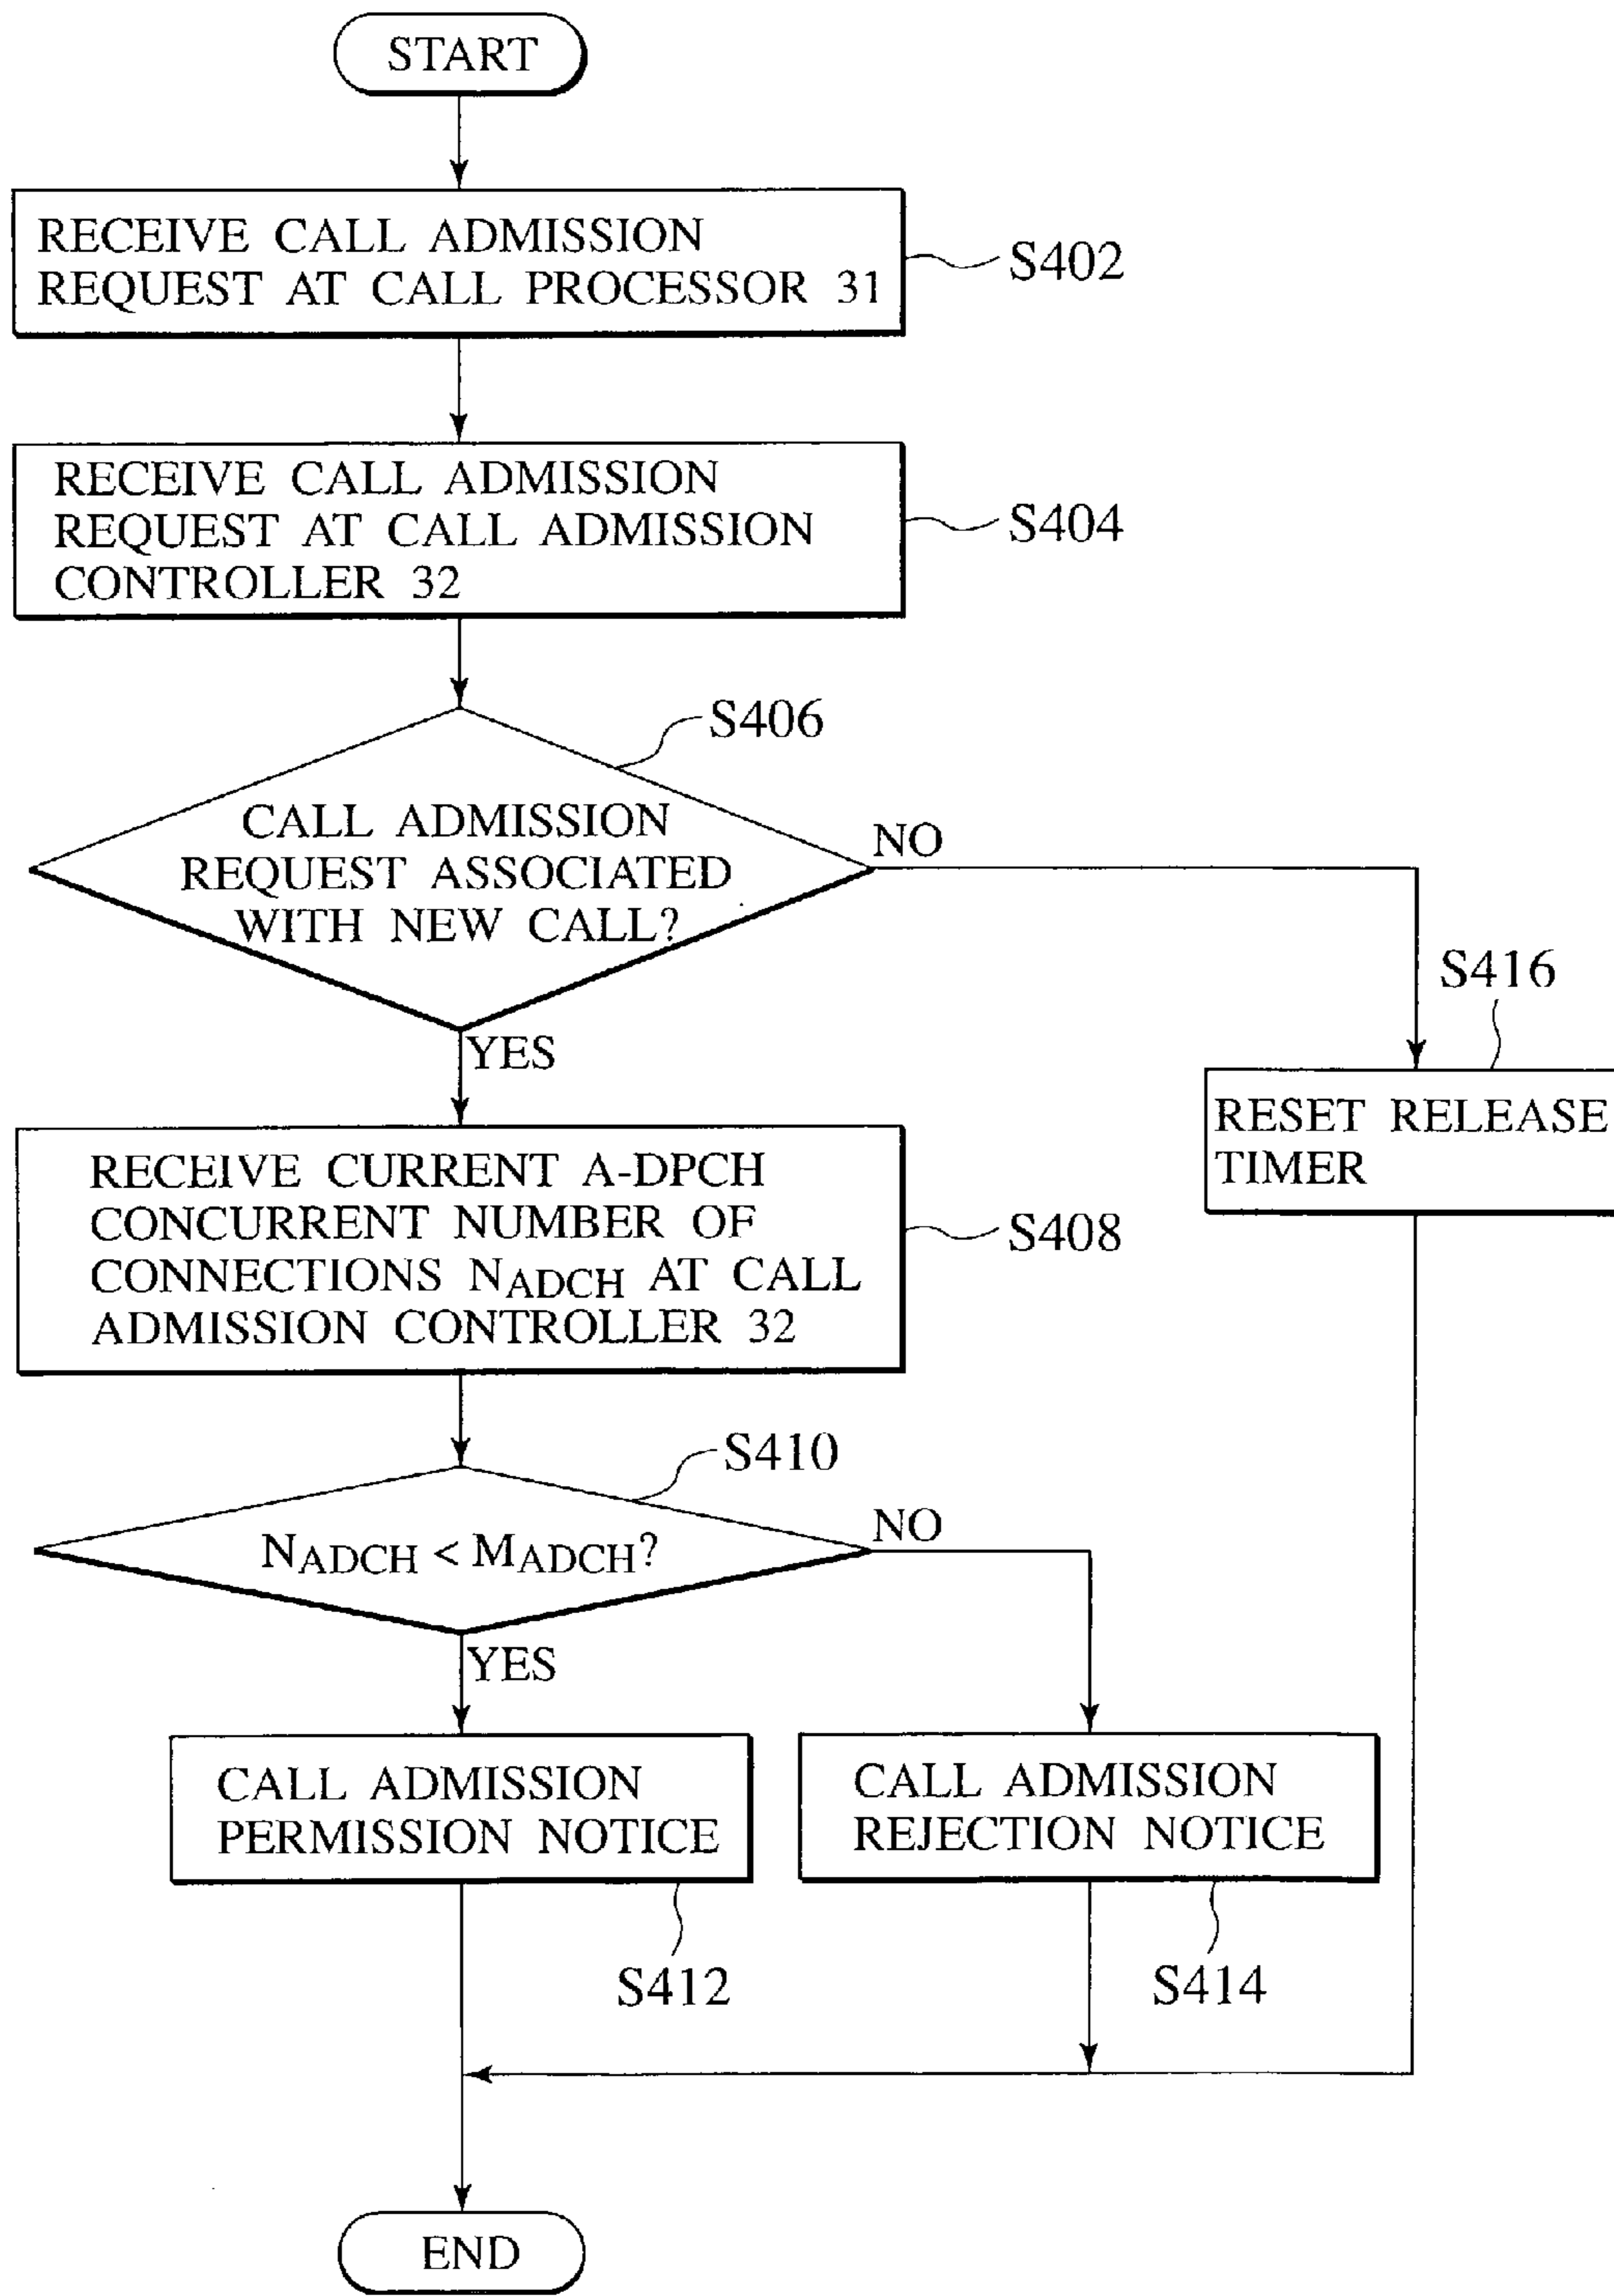 START
RECEIVE CALL ADMISSION
REQUEST AT CALL PROCESSOR 31
S402
RECEIVE CALL ADMISSION
REQUEST AT CALL ADMISSION
CONTROLLER 32
S404
S406
CALL ADMISSION
REQUEST ASSOCIATED
WITH NEW CALL?
NO
YES
S416
RESET RELEASE
TIMER
RECEIVE CURRENT A-DPCH
CONCURRENT NUMBER OF
CONNECTIONS NADCH AT CALL
ADMISSION CONTROLLER 32
S408
S410
NADCH < MADCH?
NO
YES
CALL ADMISSION
PERMISSION NOTICE
S412
CALL ADMISSION
REJECTION NOTICE
S414
END